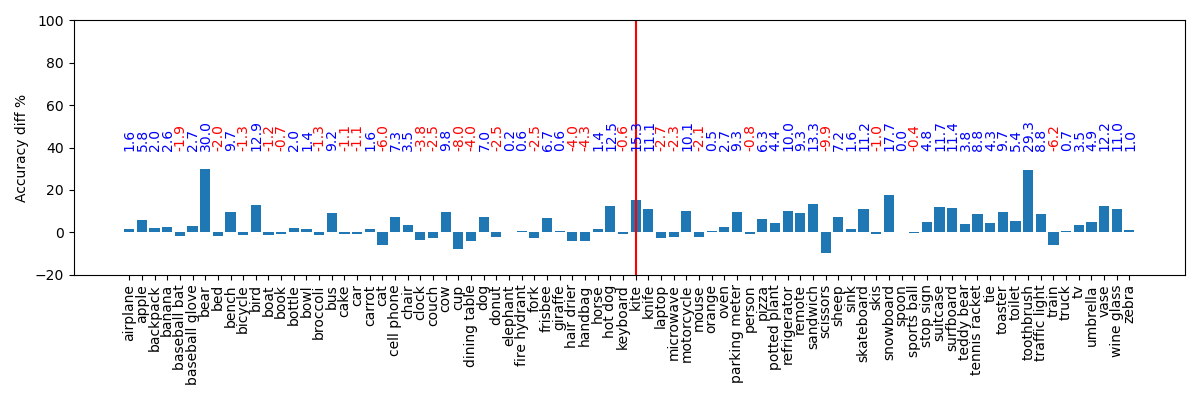 100
80
60
40
20
0
−20
Accuracy diff %
1.6
5.8
2.0
2.6
-1.9
2.7
30.0
-2.0
9.7
-1.3
12.9
-1.2
-0.7
2.0
1.4
-1.3
9.2
-1.1
-1.1
1.6
-6.0
7.3
3.5
-3.8
-2.5
9.8
-8.0
-4.0
7.0
-2.5
0.2
0.6
-2.5
6.7
0.6
-4.0
-4.3
1.4
12.5
-0.6
15.3
11.1
-2.7
-2.3
10.1
-2.1
0.5
2.7
9.3
-0.8
6.3
4.4
10.0
9.3
13.3
-9.9
7.2
1.6
11.2
-1.0
17.7
0.0
-0.4
4.8
11.7
11.4
3.8
8.8
4.3
9.7
5.4
29.3
8.8
-6.2
0.7
3.5
4.9
12.2
11.0
1.0
airplane
apple
backpack
banana
baseball bat
baseball glove
bear
bed
bench
bicycle
bird
boat
book
bottle
bowl
broccoli
bus
cake
car
carrot
cat
cell phone
chair
clock
couch
cow
cup
dining table
dog
donut
elephant
fire hydrant
fork
frisbee
giraffe
hair drier
handbag
horse
hot dog
keyboard
kite
knife
laptop
microwave
motorcycle
mouse
orange
oven
parking meter
person
pizza
potted plant
refrigerator
remote
sandwich
scissors
sheep
sink
skateboard
skis
snowboard
spoon
sports ball
stop sign
suitcase
surfboard
teddy bear
tennis racket
tie
toaster
toilet
toothbrush
traffic light
train
truck
tv
umbrella
vase
wine glass
zebra